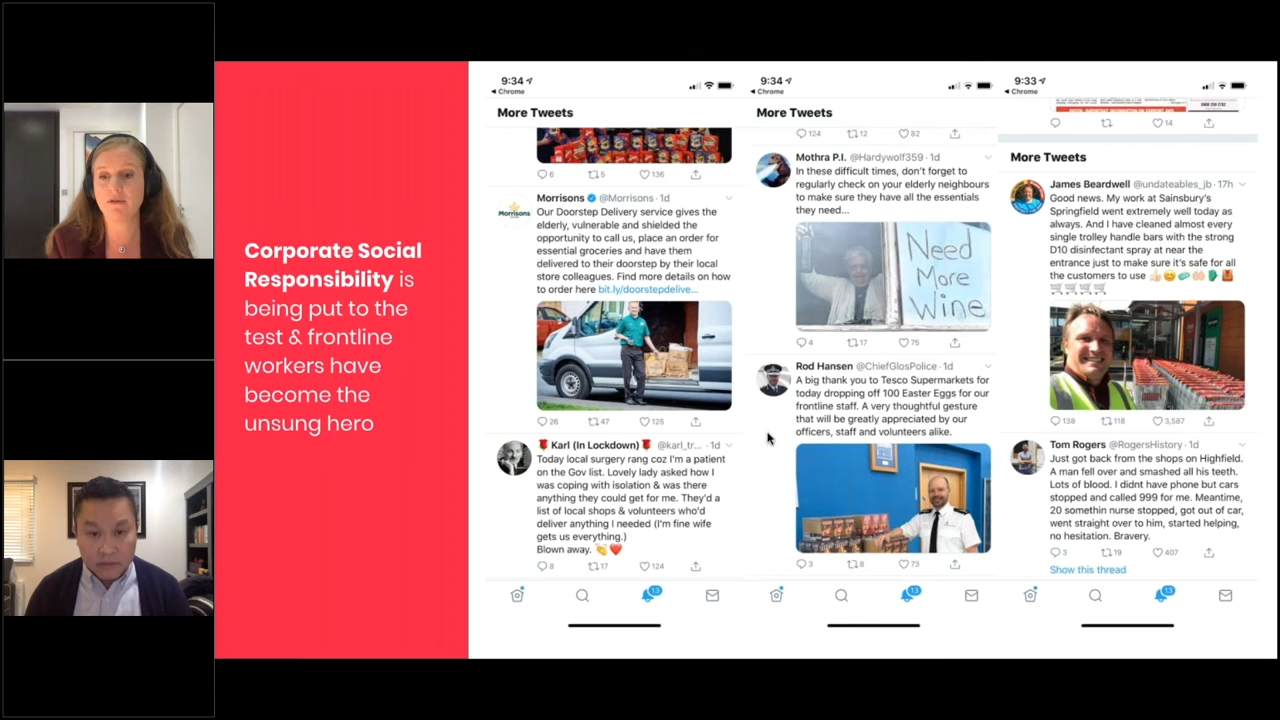 Corporate Social
Responsibility is
being put to the
test & frontline
workers have
become the
unsung hero
9:34
Chrome
More Tweets
6 5 136
Morrisons @Morrisons · 1d
Morrisons
Our Doorstep Delivery service gives the
elderly, vulnerable and shielded the
opportunity to call us, place an order for
essential groceries and have them
delivered to their doorstep by their local
store colleagues. Find more details on how
to order here bit.ly/doorstepdelive...
26 47 125
🌹 Karl (In Lockdown) 🌹 @karl_tr... · 1d
Today local surgery rang coz I'm a patient
on the Gov list. Lovely lady asked how I
was coping with isolation & was there
anything they could get for me. They'd a
list of local shops & volunteers who'd
deliver anything I needed (I'm fine wife
gets us everything.)
Blown away. 👏❤️
8 17 124
13
9:34
Chrome
More Tweets
124 12 82
Mothra P.I. @Hardywolf359 · 1d
In these difficult times, don't forget to
regularly check on your elderly neighbours
to make sure they have all the essentials
they need...
Need
More
Wine
4 17 75
Rod Hansen @ChiefGlosPolice · 1d
A big thank you to Tesco Supermarkets for
today dropping off 100 Easter Eggs for our
frontline staff. A very thoughtful gesture
that will be greatly appreciated by our
officers, staff and volunteers alike.
3 8 73
13
9:33
Chrome
14
More Tweets
James Beardwell @undateables_jb · 17h
Good news. My work at Sainsbury's
Springfield went extremely well today as
always. And I have cleaned almost every
single trolley handle bars with the strong
D10 disinfectant spray at near the
entrance just to make sure it's safe for all
the customers to use
138 118 3,587
Tom Rogers @RogersHistory · 1d
Just got back from the shops on Highfield.
A man fell over and smashed all his teeth.
Lots of blood. I didnt have phone but cars
stopped and called 999 for me. Meantime,
20 somethin nurse stopped, got out of car,
went straight over to him, started helping,
no hesitation. Bravery.
3 19 407
Show this thread
13